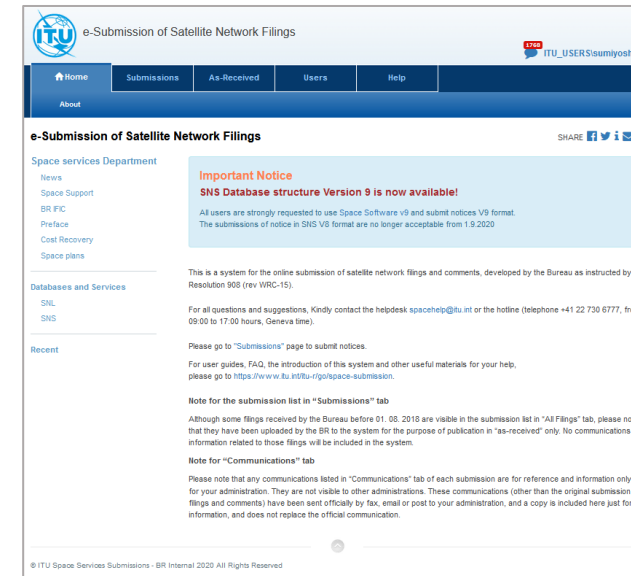 ITU
e-Submission of Satellite Network Filings
1768
ITU_USERS\sumiyosh
Home Submissions As-Received Users Help
About
e-Submission of Satellite Network Filings
SHARE
Space services Department
News
Space Support
BR IFIC
Preface
Cost Recovery
Space plans
Databases and Services
SNL
SNS
Recent
Important Notice
SNS Database structure Version 9 is now available!
All users are strongly requested to use Space Software v9 and submit notices V9 format.
The submissions of notice in SNS V8 format are no longer acceptable from 1.9.2020
This is a system for the online submission of satellite network filings and comments, developed by the Bureau as instructed by
Resolution 908 (rev WRC-15).
For all questions and suggestions, Kindly contact the helpdesk spacehelp@itu.int or the hotline (telephone +41 22 730 6777, fr
09:00 to 17:00 hours, Geneva time).
Please go to "Submissions" page to submit notices.
For user guides, FAQ, the introduction of this system and other useful materials for your help,
please go to https://www.itu.int/itu-r/go/space-submission.
Note for the submission list in "Submissions" tab
Although some filings received by the Bureau before 01. 08. 2018 are visible in the submission list in "All Filings" tab, please no
that they have been uploaded by the BR to the system for the purpose of publication in "as-received" only. No communications
information related to those filings will be included in the system.
Note for "Communications" tab
Please note that any communications listed in "Communications" tab of each submission are for reference and information only
for your administration. They are not visible to other administrations. These communications (other than the original submission
filings and comments) have been sent officially by fax, email or post to your administration, and a copy is included here just for
information, and does not replace the official communication.
© ITU Space Services Submissions - BR Internal 2020 All Rights Reserved